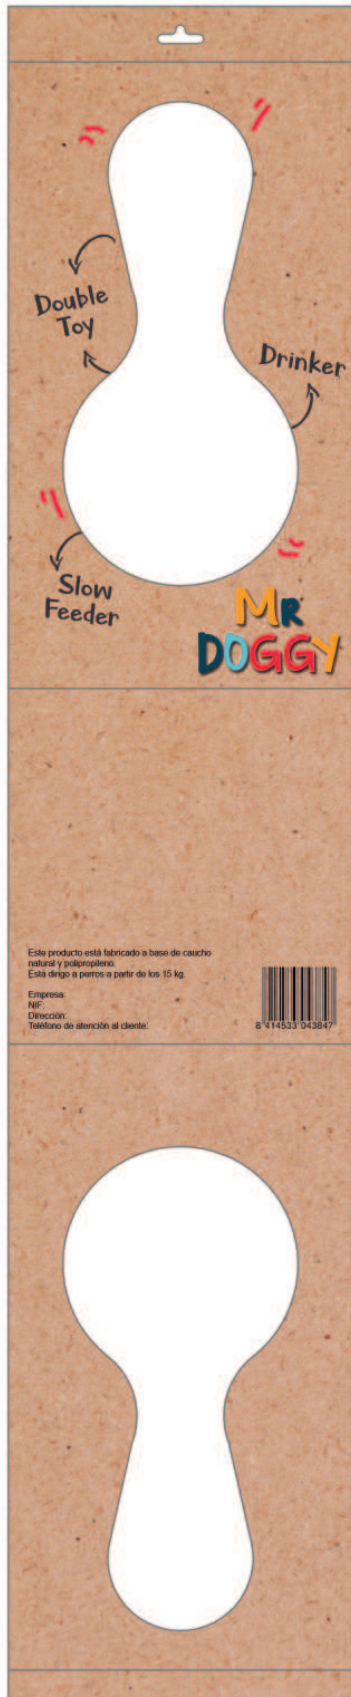 Double
Toy
Drinker
Slow
Feeder
MR
DOGGY
Este producto está fabricado a base de caucho
natural y polipropileno.
Está dirigo a perros a partir de los 15 kg.
Empresa:
NIF:
Dirección:
Teléfono de atención al cliente:
8 414533 043847